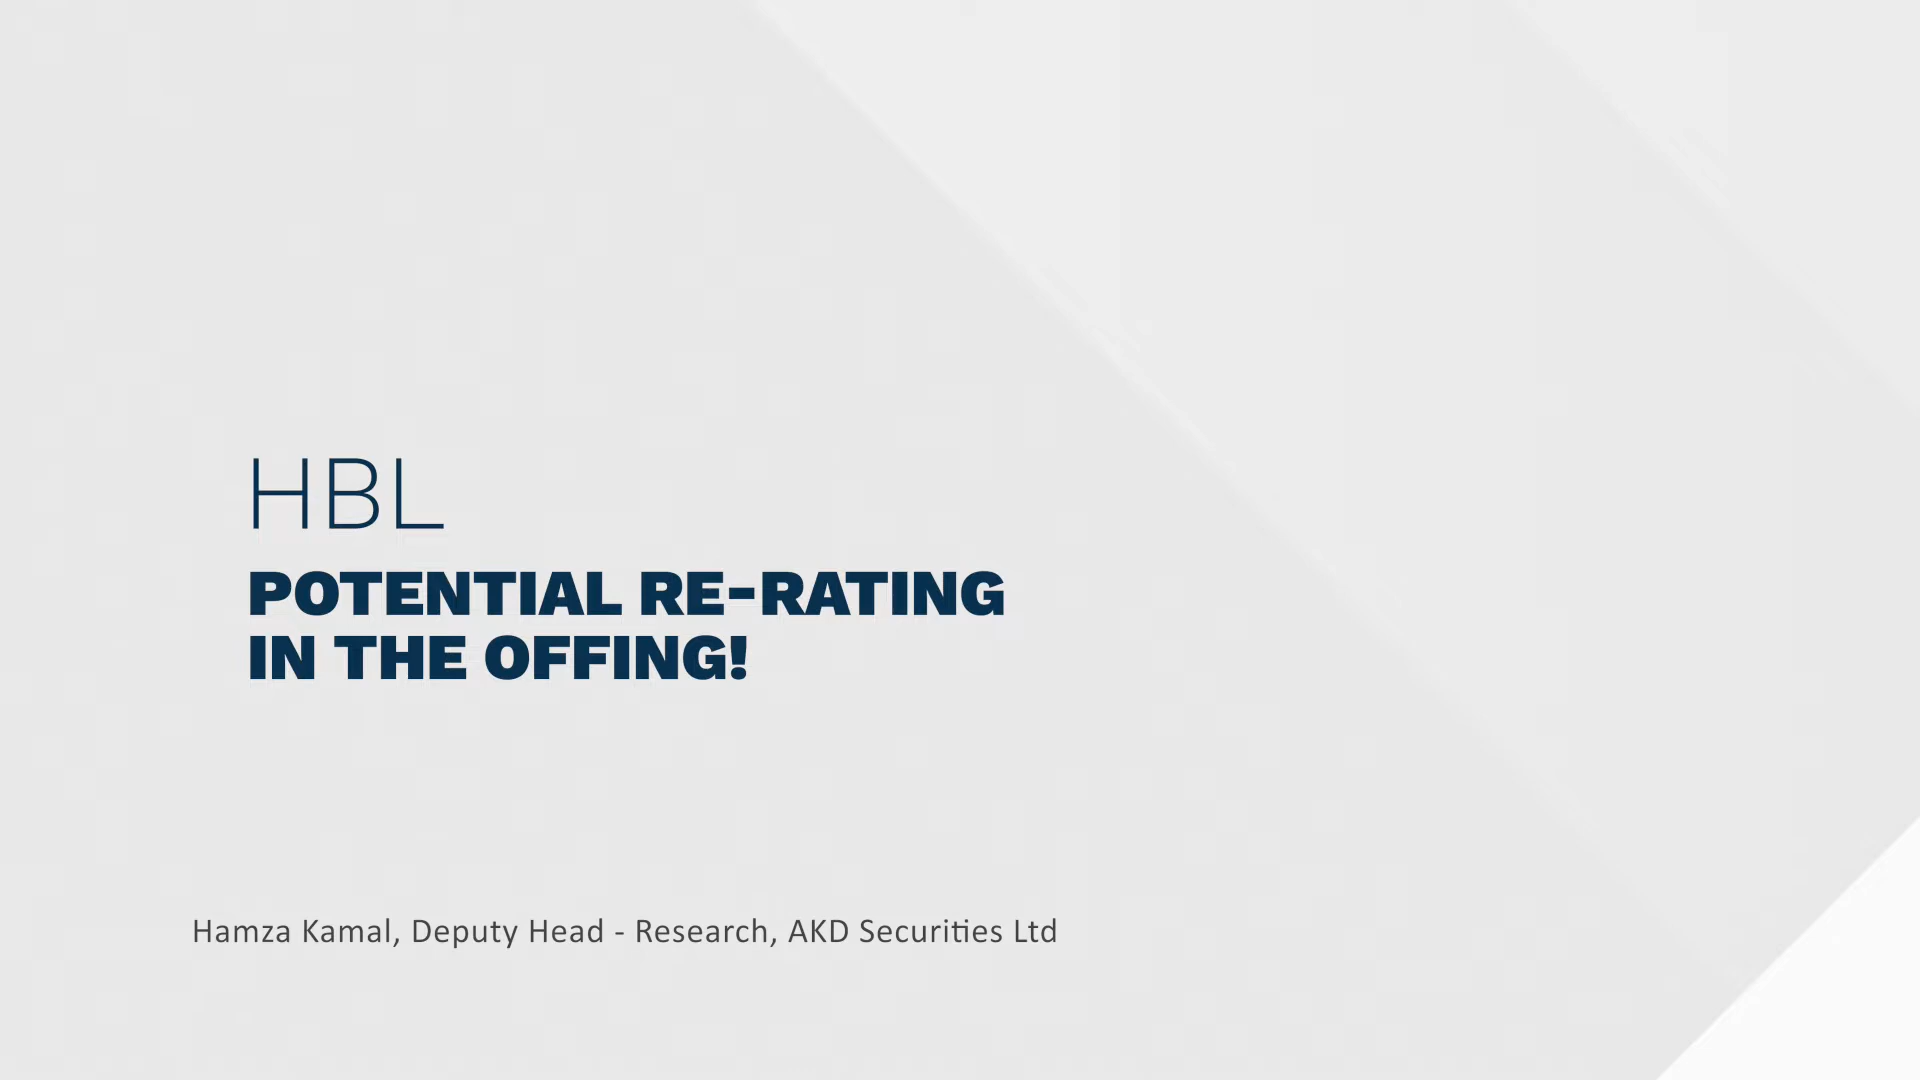 HBL
POTENTIAL RE-RATING
IN THE OFFING!
Hamza Kamal, Deputy Head - Research, AKD Securities Ltd